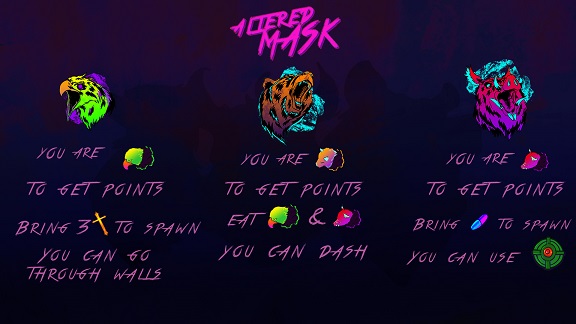 ALTERED
MASK
YOU ARE
TO GET POINTS
BRING 3 TO SPAWN
YOU CAN GO
THROUGH WALLS
YOU ARE
TO GET POINTS
EAT &
YOU CAN DASH
YOU ARE
TO GET POINTS
BRING TO SPAWN
YOU CAN USE